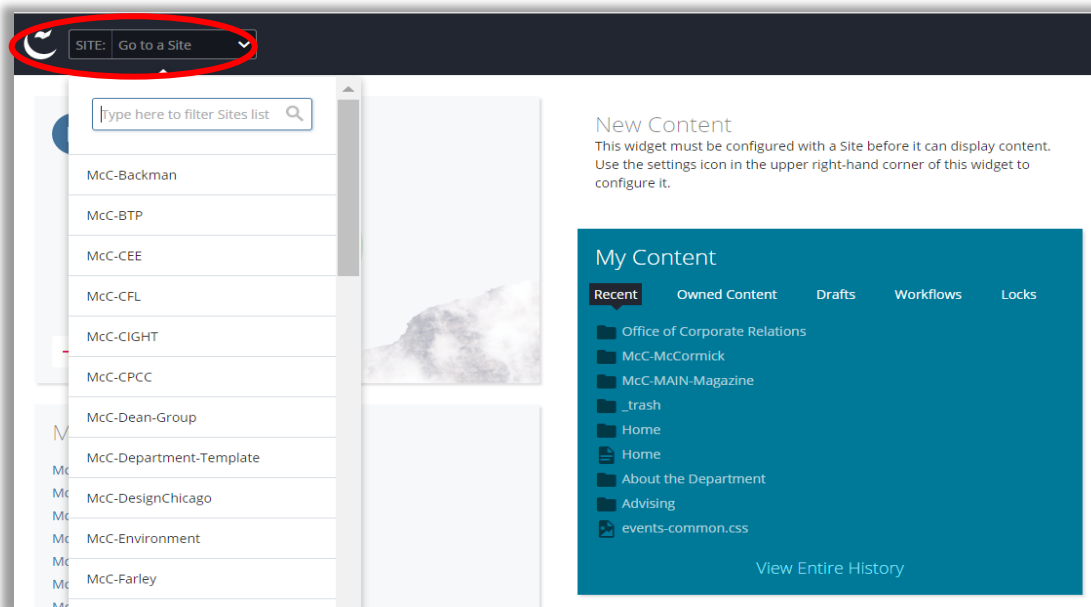 SITE: Go to a Site
Type here to filter Sites list
McC-Backman
McC-BTP
McC-CEE
McC-CFL
McC-CIGHT
McC-CPCC
McC-Dean-Group
McC-Department-Template
McC-DesignChicago
McC-Environment
McC-Farley
New Content
This widget must be configured with a Site before it can display content.
Use the settings icon in the upper right-hand corner of this widget to
configure it.
My Content
Recent Owned Content Drafts Workflows Locks
Office of Corporate Relations
McC-McCormick
McC-MAIN-Magazine
_trash
Home
Home
About the Department
Advising
events-common.css
View Entire History